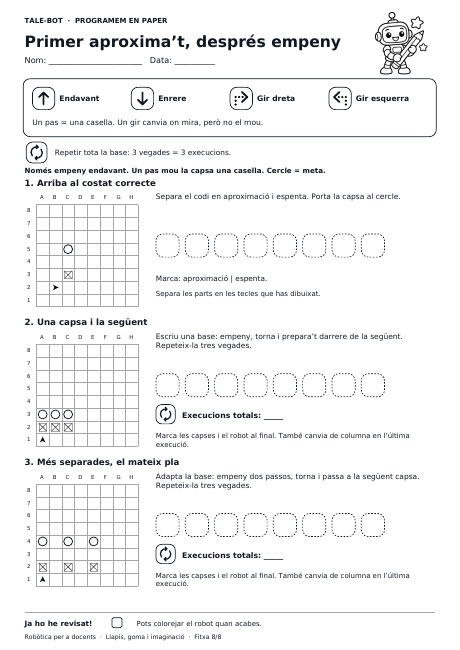 TALE-BOT · PROGRAMEM EN PAPER
Primer aproxima’t, després empeny
Nom: ____________________ Data: __________
Endavant
Enrere
Gir dreta
Gir esquerra
Un pas = una casella. Un gir canvia on mira, però no el mou.
Repetir tota la base: 3 vegades = 3 execucions.
Només empeny endavant. Un pas mou la capsa una casella. Cercle = meta.
1. Arriba al costat correcte
A B C D E F G H
8
7
6
5
4
3
2
1
Separa el codi en aproximació i espenta. Porta la capsa al cercle.
Marca: aproximació | espenta.
Separa les parts en les tecles que has dibuixat.
2. Una capsa i la següent
A B C D E F G H
8
7
6
5
4
3
2
1
Escriu una base: empeny, torna i prepara’t darrere de la següent.
Repeteix-la tres vegades.
Execucions totals: ____
Marca les capses i el robot al final. També canvia de columna en l’última
execució.
3. Més separades, el mateix pla
A B C D E F G H
8
7
6
5
4
3
2
1
Adapta la base: empeny dos passos, torna i passa a la següent capsa.
Repeteix-la tres vegades.
Execucions totals: ____
Marca les capses i el robot al final. També canvia de columna en l’última
execució.
Ja ho he revisat!
Pots colorejar el robot quan acabes.
Robòtica per a docents · Llapis, goma i imaginació · Fitxa 8/8